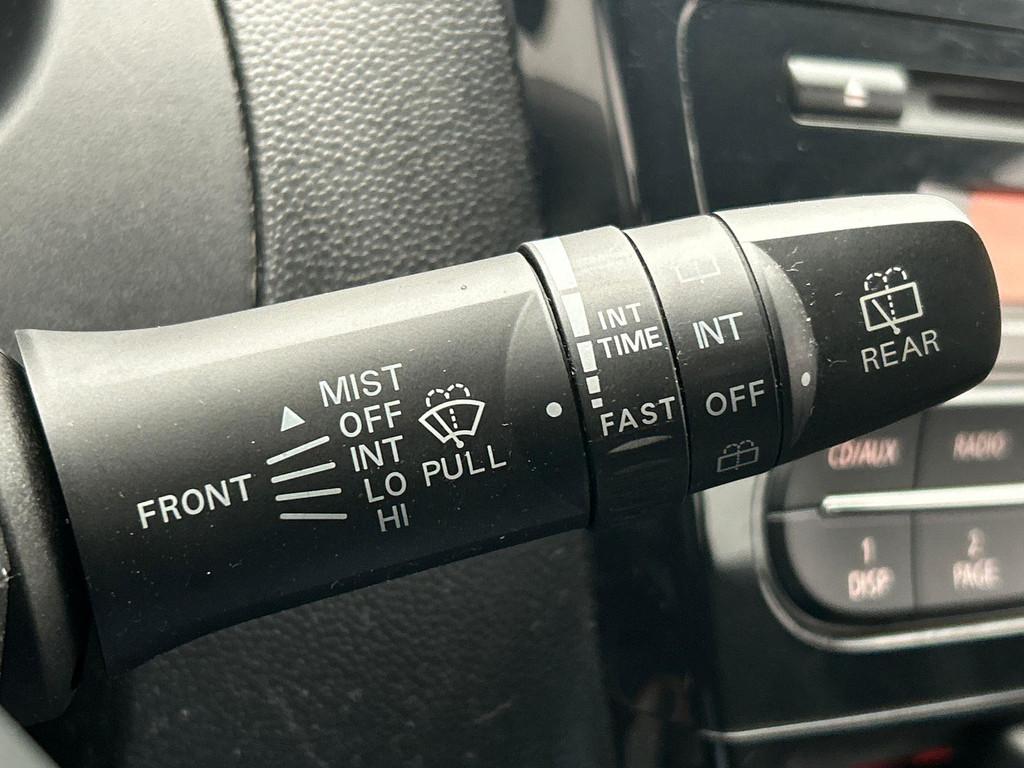 MIST
OFF
INT
LO
HI
FRONT
PULL
INT
TIME
FAST
INT
OFF
REAR
CD/AUX
RADIO
1
DISP
2
PAGE